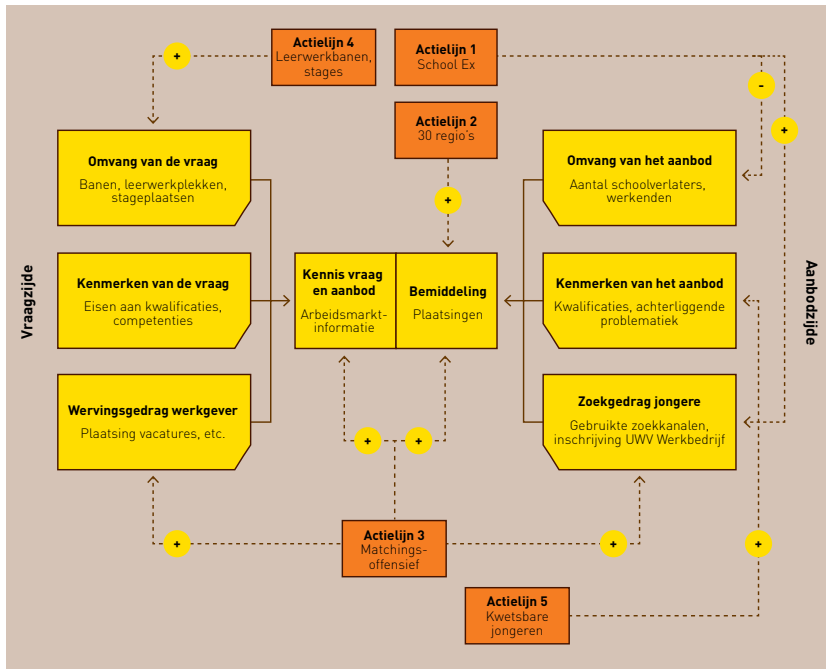 Actielijn 4
Leerwerkbanen,
stages
Actielijn 1
School Ex
+
-
Actielijn 2
30 regio's
+
Omvang van de vraag
Banen, leerwerkplekken,
stageplaatsen
Omvang van het aanbod
Aantal schoolverlaters,
werkenden
+
Vraagzijde
Kenmerken van de vraag
Eisen aan kwalificaties,
competenties
Kennis vraag
en aanbod
Arbeidsmarkt-
informatie
Bemiddeling
Plaatsingen
Kenmerken van het aanbod
Kwalificaties, achterliggende
problematiek
Aanbodzijde
Wervingsgedrag werkgever
Plaatsing vacatures, etc.
Zoekgedrag jongere
Gebruikte zoekkanalen,
inschrijving UWV Werkbedrijf
+
+
+
Actielijn 3
Matchings-
offensief
+
+
Actielijn 5
Kwetsbare
jongeren